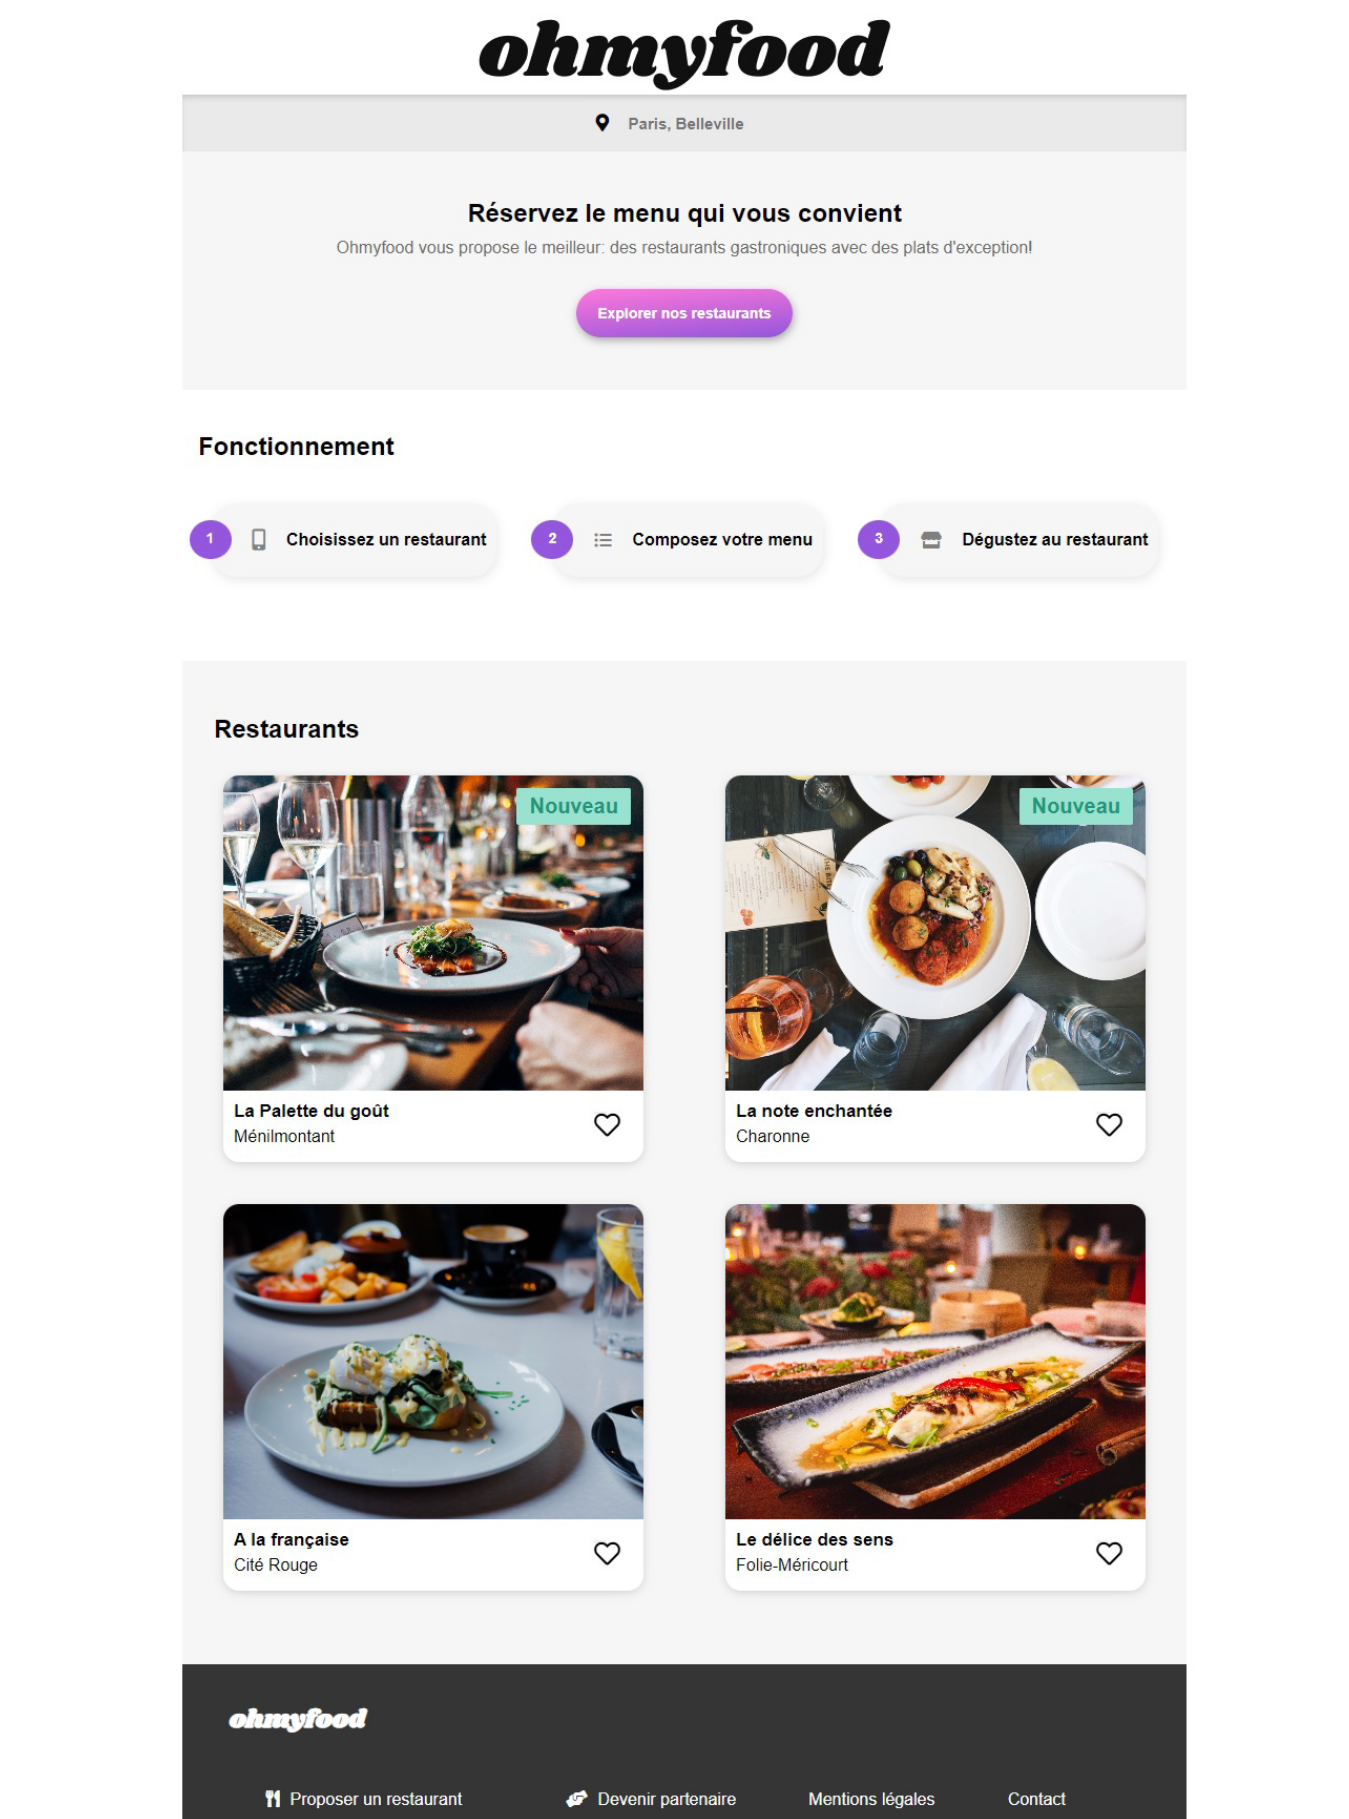 ohmyfood
Paris, Belleville
Réservez le menu qui vous convient
Ohmyfood vous propose le meilleur: des restaurants gastroniques avec des plats d'exception!
Explorer nos restaurants
Fonctionnement
1 Choisissez un restaurant
2 Composez votre menu
3 Dégustez au restaurant
Restaurants
Nouveau
La Palette du goût
Ménilmontant
Nouveau
La note enchantée
Charonne
A la française
Cité Rouge
Le délice des sens
Folie-Méricourt
ohmyfood
Proposer un restaurant
Devenir partenaire
Mentions légales
Contact